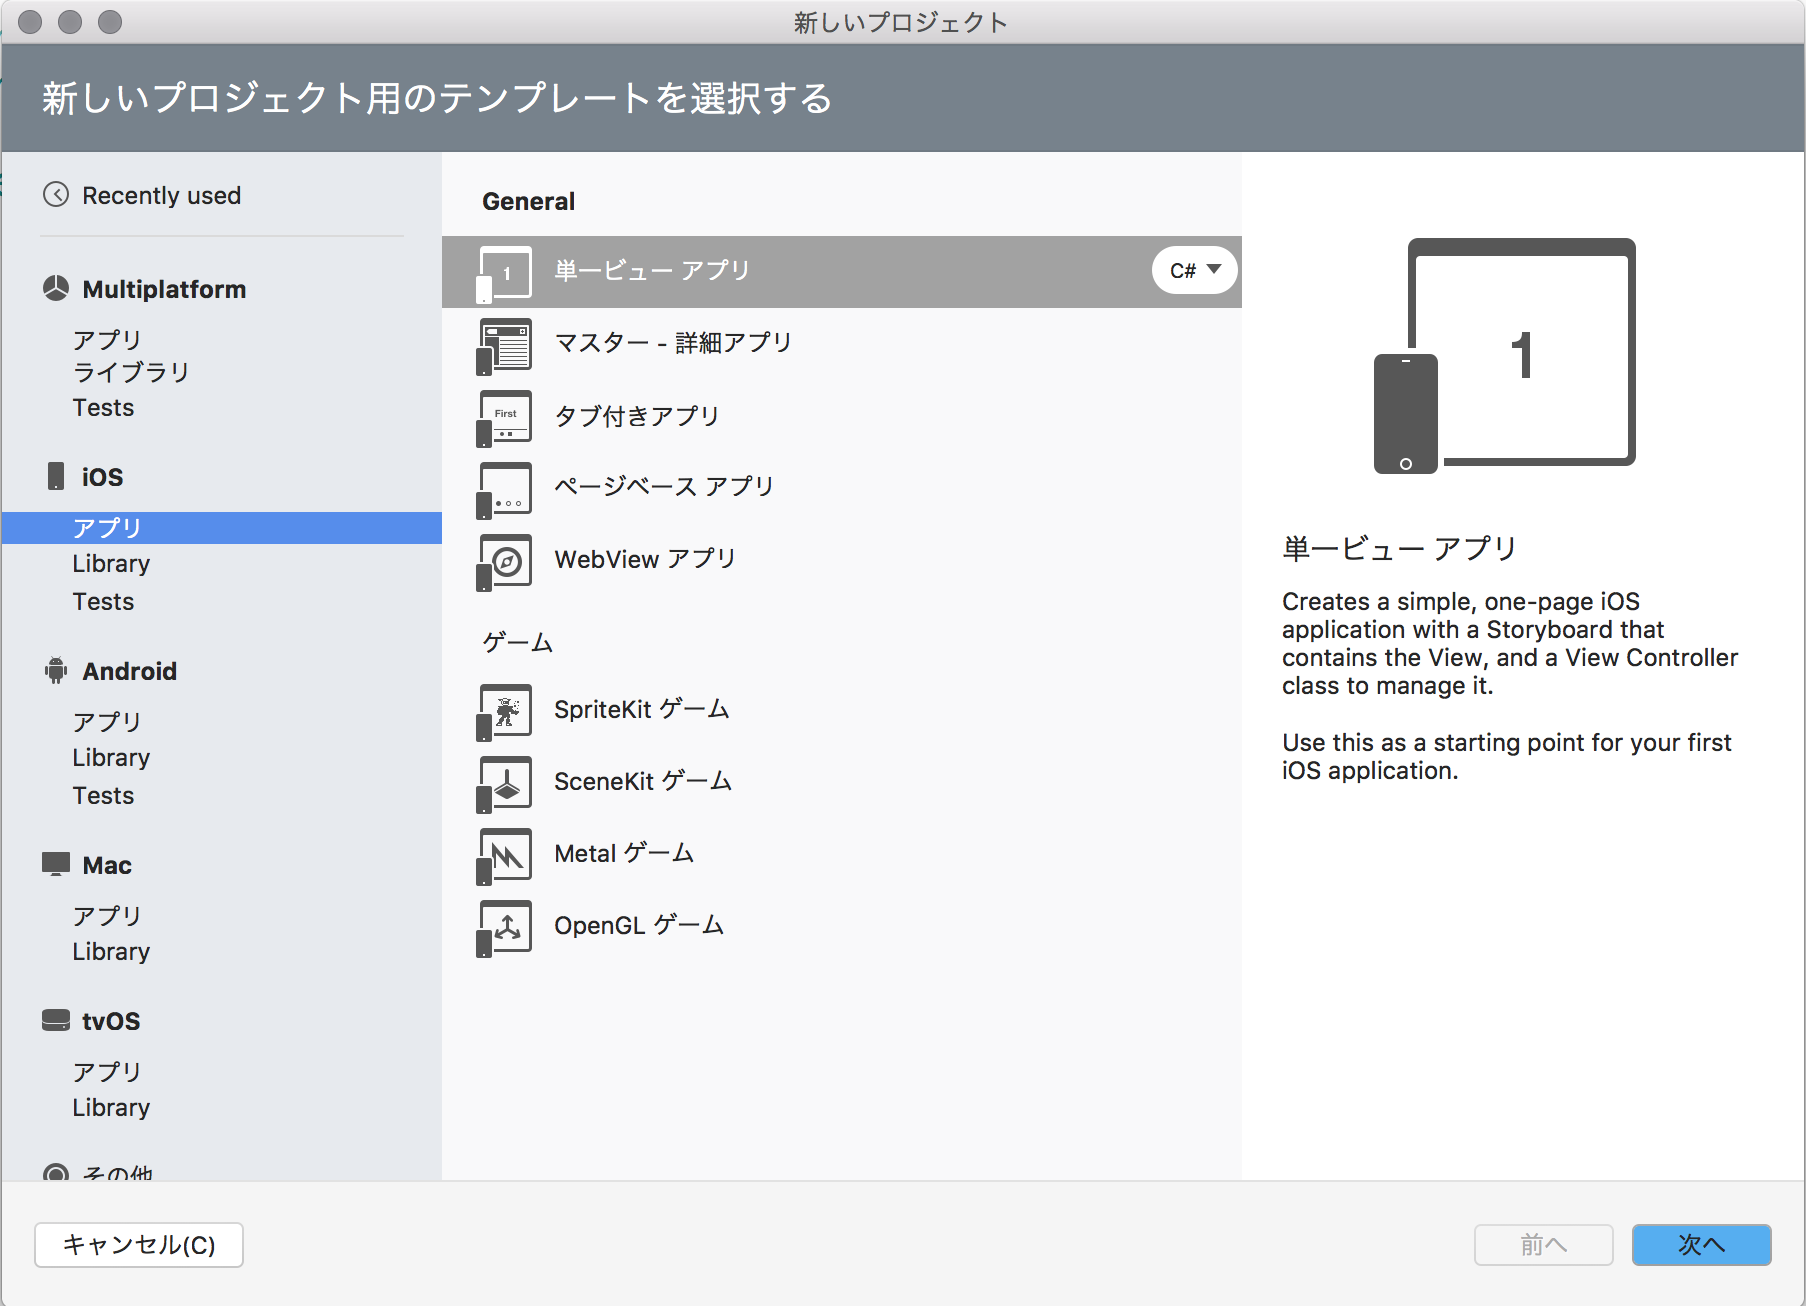 新しいプロジェクト
新しいプロジェクト用のテンプレートを選択する
Recently used
Multiplatform
アプリ
ライブラリ
Tests
iOS
アプリ
Library
Tests
Android
アプリ
Library
Tests
Mac
アプリ
Library
tvOS
アプリ
Library
その他
General
1
単一ビュー アプリ
C#
マスター - 詳細アプリ
First
タブ付きアプリ
ページベース アプリ
WebView アプリ
ゲーム
SpriteKit ゲーム
SceneKit ゲーム
Metal ゲーム
OpenGL ゲーム
1
単一ビュー アプリ
Creates a simple, one-page iOS
application with a Storyboard that
contains the View, and a View Controller
class to manage it.
Use this as a starting point for your first
iOS application.
キャンセル(C)
前へ
次へ